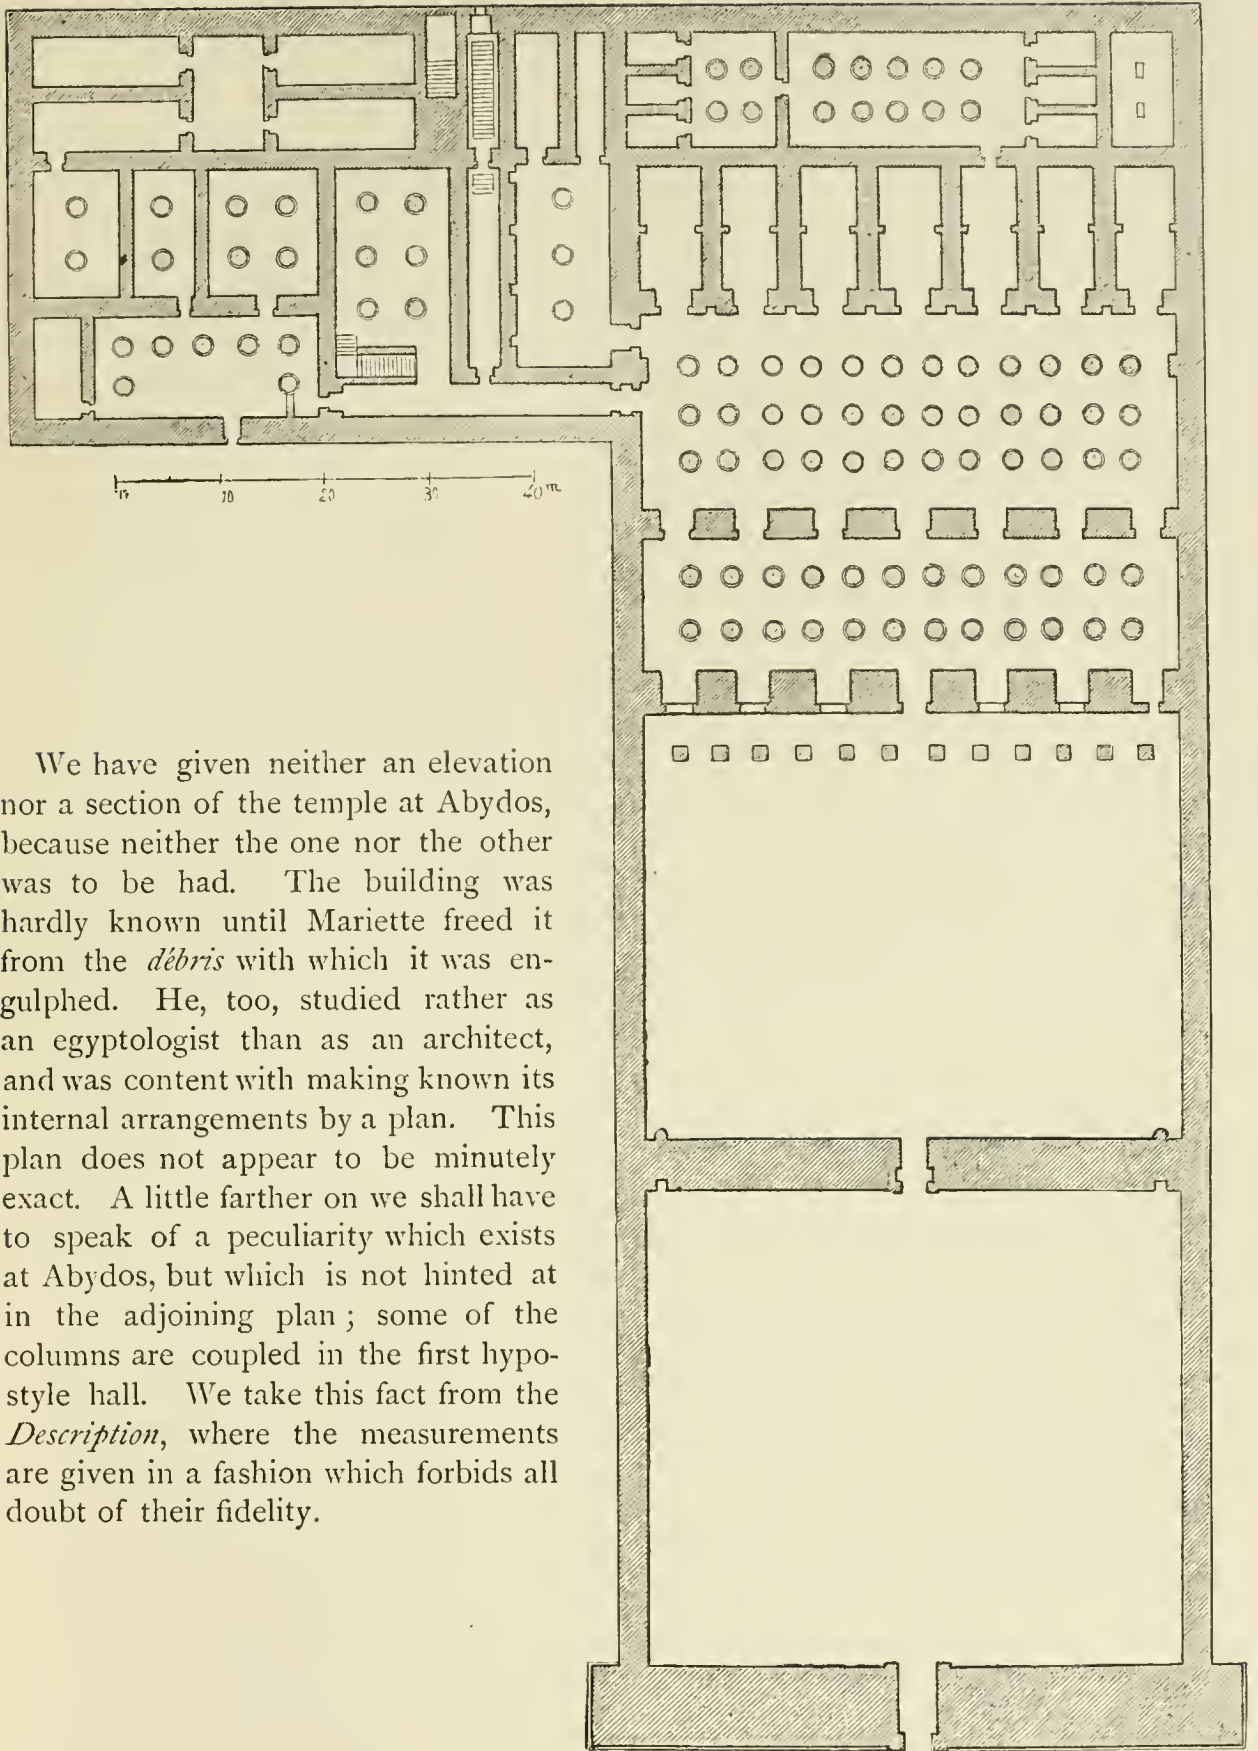 10
20
30
40 m
We have given neither an elevation
nor a section of the temple at Abydos,
because neither the one nor the other
was to be had. The building was
hardly known until Mariette freed it
from the débris with which it was en-
gulphed. He, too, studied rather as
an egyptologist than as an architect,
and was content with making known its
internal arrangements by a plan. This
plan does not appear to be minutely
exact. A little farther on we shall have
to speak of a peculiarity which exists
at Abydos, but which is not hinted at
in the adjoining plan ; some of the
columns are coupled in the first hypo-
style hall. We take this fact from the
Description, where the measurements
are given in a fashion which forbids all
doubt of their fidelity.